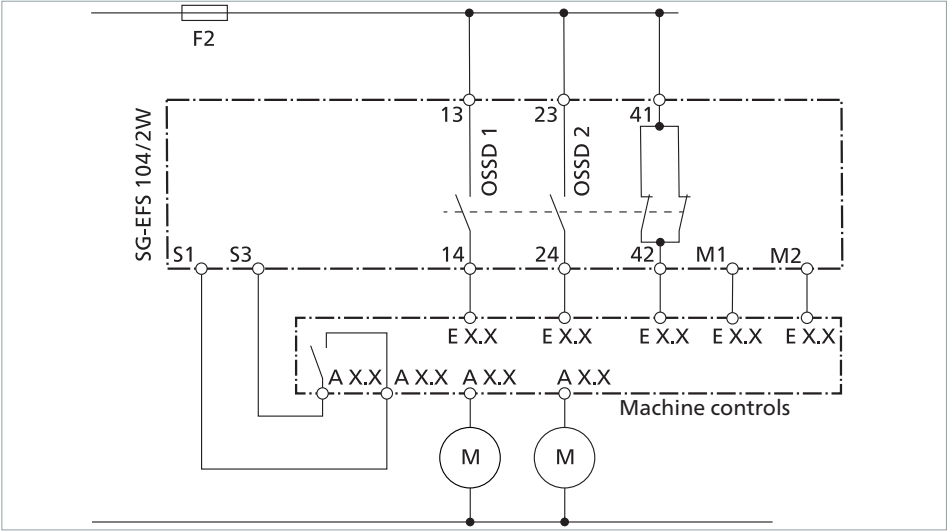 F2
13 23 41
SG-EFS 104/2W
OSSD 1
OSSD 2
S1 S3 14 24 42 M1 M2
E X.X E X.X E X.X E X.X E X.X
A X.X A X.X A X.X A X.X
Machine controls
M M